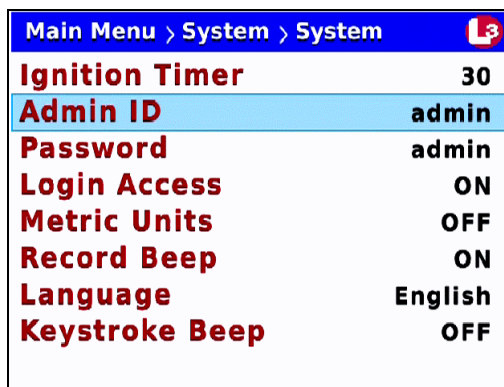 Main Menu > System > System L3
Ignition Timer 30
Admin ID admin
Password admin
Login Access ON
Metric Units OFF
Record Beep ON
Language English
Keystroke Beep OFF